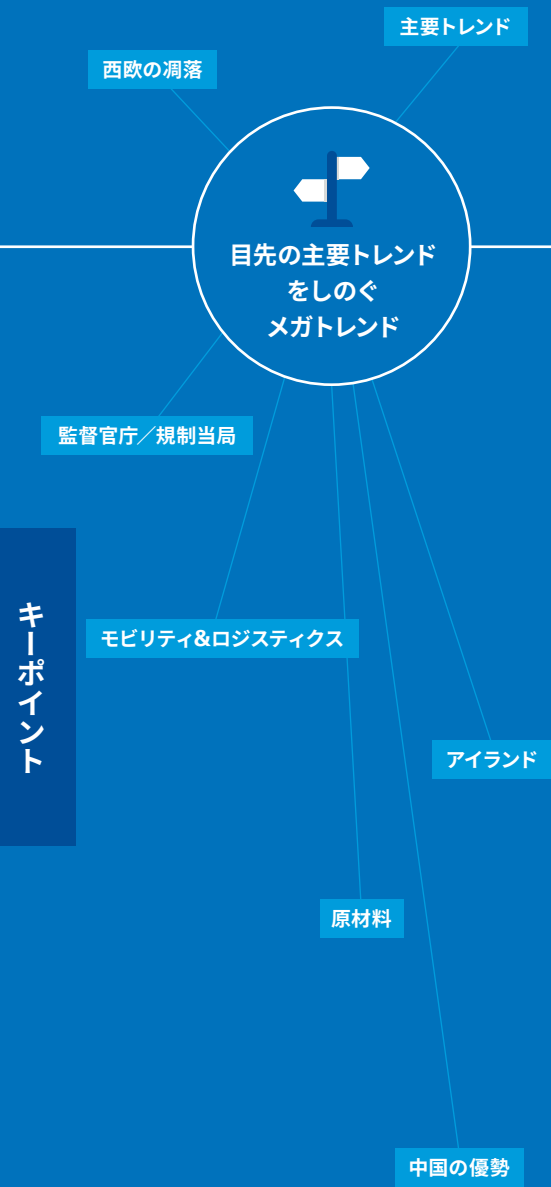 主要トレンド
西欧の凋落
目先の主要トレンド
をしのぐ
メガトレンド
監督官庁／規制当局
キーポイント
モビリティ&ロジスティクス
アイランド
原材料
中国の優勢